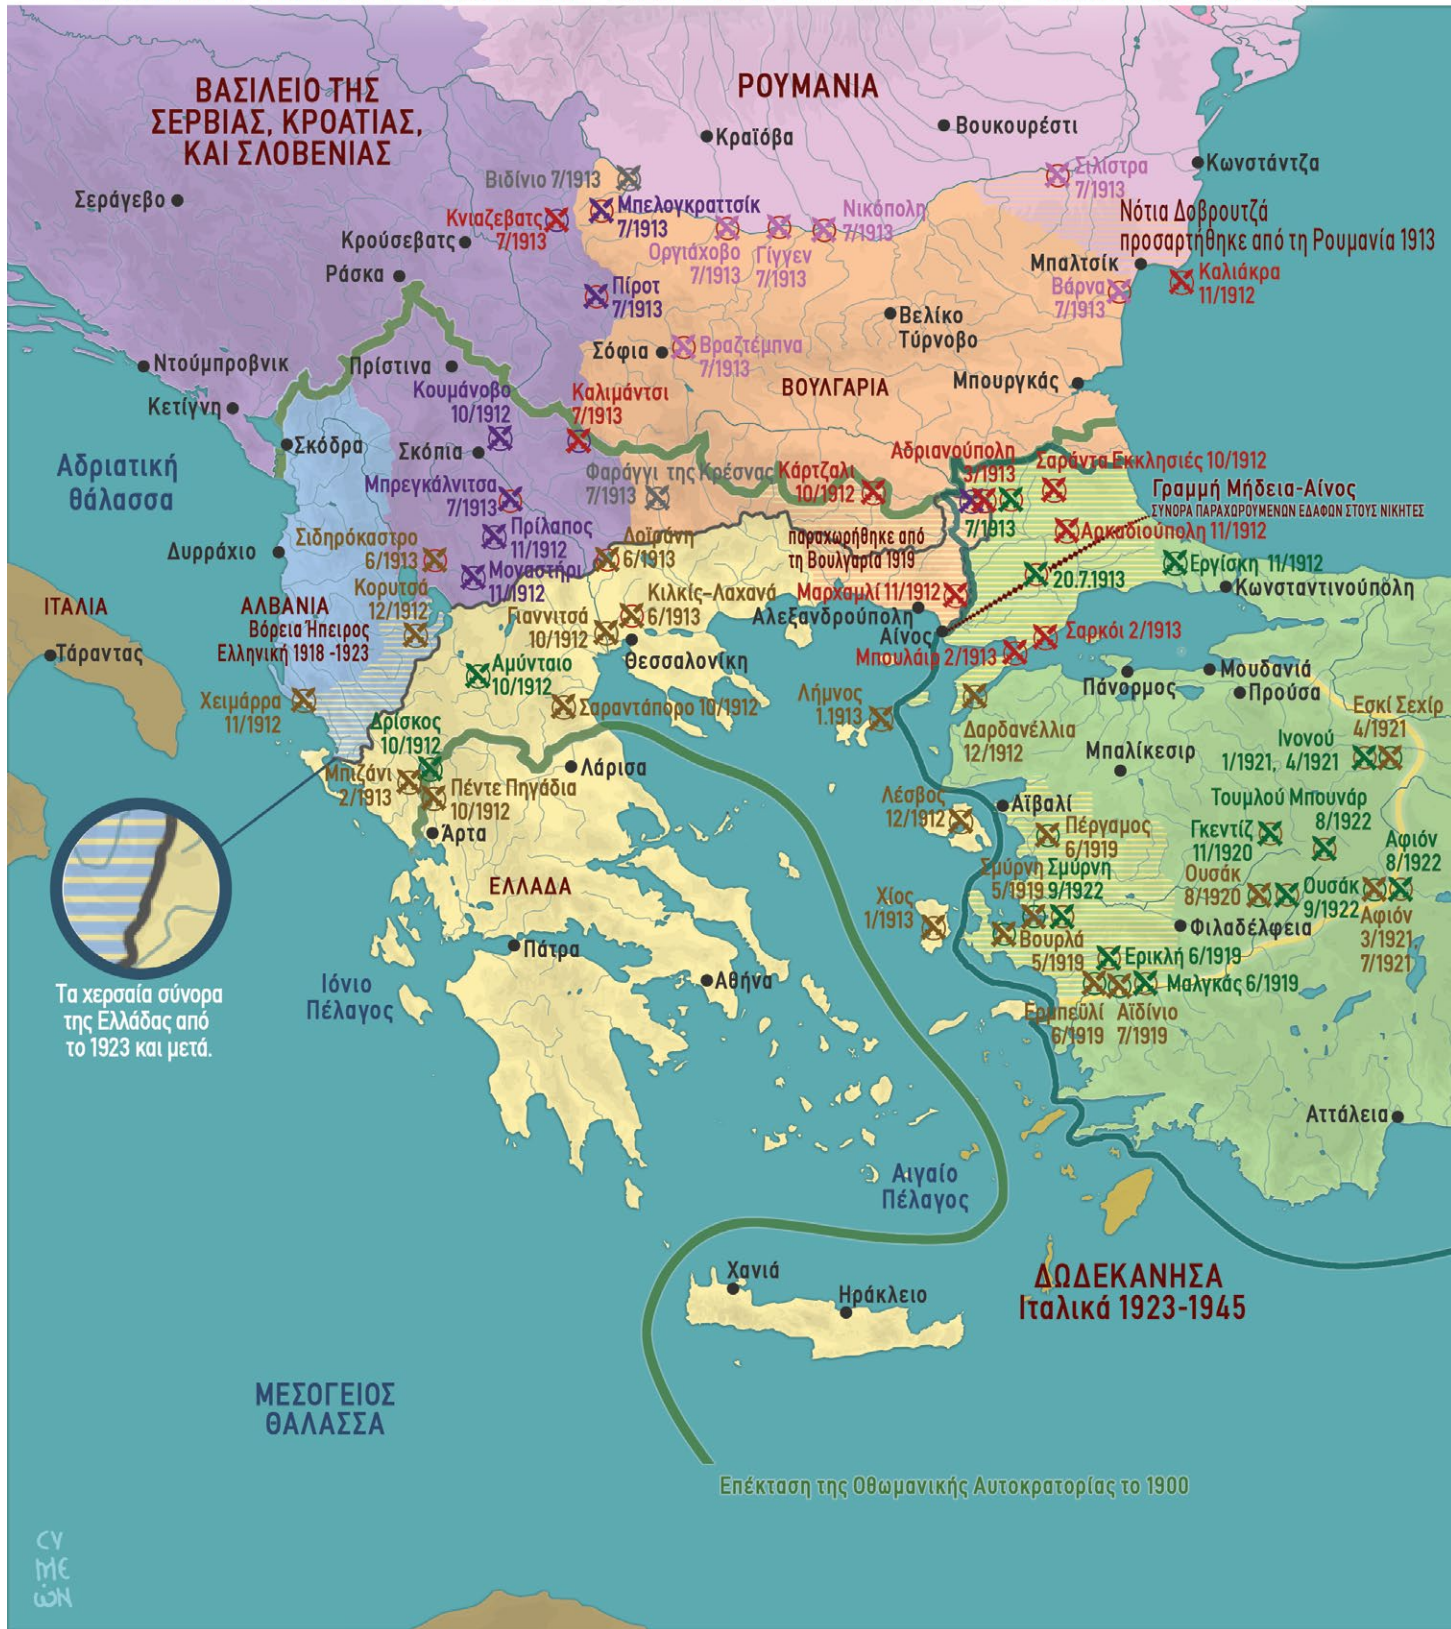 ΒΑΣΙΛΕΙΟ ΤΗΣ
ΣΕΡΒΙΑΣ, ΚΡΟΑΤΙΑΣ,
ΚΑΙ ΣΛΟΒΕΝΙΑΣ
ΡΟΥΜΑΝΙΑ
Κραϊόβα
Βουκουρέστι
Κωνστάντζα
Σιλίστρα
7/1913
Βιδίνιο 7/1913
Σεράγεβο
Κνιαζεβατς
7/1913
Μπελογκραττσίκ
7/1913
Νικόπολη
7/1913
Οργιάχοβο
7/1913
Γίγγεν
7/1913
Νότια Δοβρουτζά
προσαρτήθηκε από τη Ρουμανία 1913
Κρούσεβατς
Ράσκα
Μπαλτσίκ
Καλιάκρα
11/1912
Βάρνα
7/1913
Πίροτ
7/1913
Βελίκο
Τύρνοβο
Σόφια
Βραζτέμπνα
7/1913
ΒΟΥΛΓΑΡΙΑ
Μπουργκάς
Ντούμπροβνικ
Πρίστινα
Κετίγνη
Κουμάνοβο
10/1912
Καλιμάντσι
7/1913
Σκόδρα
Σκόπια
Αδριατική
θάλασσα
Φαράγγι της Κρέσνας
7/1913
Κάρτζαλι
10/1912
Αδριανούπολη
3/1913
7/1913
Σαράντα Εκκλησιές 10/1912
Γραμμή Μήδεια-Αίνος
ΣΥΝΟΡΑ ΠΑΡΑΧΩΡΟΥΜΕΝΩΝ ΕΔΑΦΩΝ ΣΤΟΥΣ ΝΙΚΗΤΕΣ
Μπρεγκάλνιτσα
7/1913
Πρίλαπος
11/1912
Αρκαδιούπολη 11/1912
παραχωρήθηκε από
τη Βουλγαρία 1919
Σιδηρόκαστρο
6/1913
Δοϊράνη
6/1913
Δυρράχιο
Μοναστήρι
11/1912
20.7.1913
Εργίσκη 11/1912
Κωνσταντινούπολη
Κορυτσά
12/1912
Μαρχαμλί 11/1912
Αλεξανδρούπολη
Αίνος
Κιλκίς-Λαχανά
6/1913
Γιαννιτσά
10/1912
Θεσσαλονίκη
ΙΤΑΛΙΑ
Τάραντας
ΑΛΒΑΝΙΑ
Βόρεια Ήπειρος
Ελληνική 1918 -1923
Σαρκόι 2/1913
Μπουλάιρ 2/1913
Μουδανιά
Πάνορμος
Προύσα
Αμύνταιο
10/1912
Χειμάρρα
11/1912
Σαραντάπορο 10/1912
Λήμνος
1.1913
Δαρδανέλλια
12/1912
Εσκί Σεχίρ
4/1921
Ινονού
1/1921, 4/1921
Μπαλίκεσιρ
Δρίσκος
10/1912
Μπιζάνι
2/1913
Πέντε Πηγάδια
10/1912
Λάρισα
Άρτα
Λέσβος
12/1912
Αϊβαλί
Πέργαμος
6/1919
Τουμλού Μπουνάρ
8/1922
Γκεντίζ
11/1920
Αφιόν
8/1922
Ουσάκ
8/1920
Ουσάκ
9/1922
Αφιόν
3/1921,
7/1921
ΕΛΛΑΔΑ
Χίος
1/1913
Σμύρνη
5/1919
Σμύρνη
9/1922
Βουρλά
5/1919
Φιλαδέλφεια
Ερικλή 6/1919
Μαλγκάς 6/1919
Ερμπεϋλί
6/1919
Αϊδίνιο
7/1919
Πάτρα
Αθήνα
Ιόνιο
Πέλαγος
Τα χερσαία σύνορα
της Ελλάδας από
το 1923 και μετά.
Αττάλεια
Αιγαίο
Πέλαγος
Χανιά
Ηράκλειο
ΔΩΔΕΚΑΝΗΣΑ
Ιταλικά 1923-1945
ΜΕΣΟΓΕΙΟΣ
ΘΑΛΑΣΣΑ
Επέκταση της Οθωμανικής Αυτοκρατορίας το 1900
CΥ
ΜΕ
ώΝ